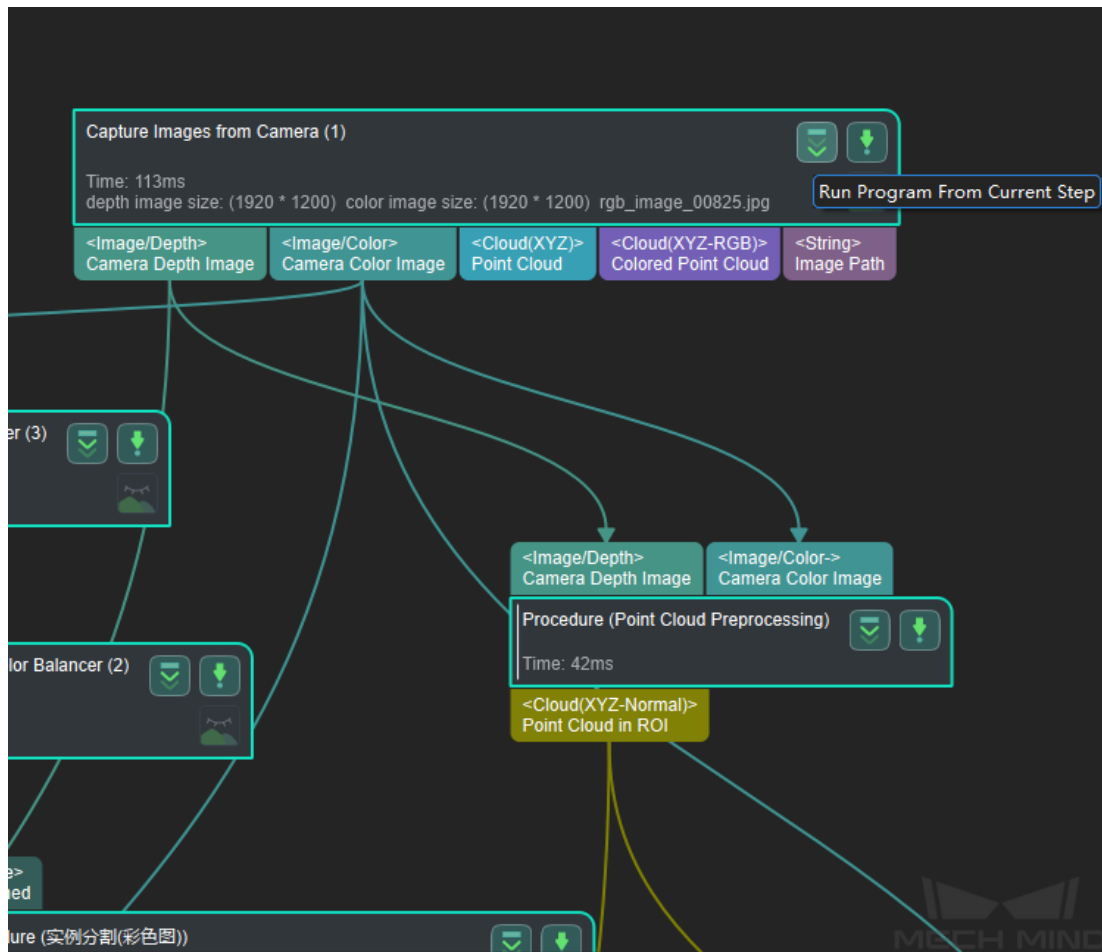 Capture Images from Camera (1)
Time: 113ms
depth image size: (1920 * 1200) color image size: (1920 * 1200) rgb_image_00825.jpg
Run Program From Current Step
<Image/Depth>
Camera Depth Image
<Image/Color>
Camera Color Image
<Cloud(XYZ)>
Point Cloud
<Cloud(XYZ-RGB)>
Colored Point Cloud
<String>
Image Path
er (3)
<Image/Depth>
Camera Depth Image
<Image/Color->
Camera Color Image
Procedure (Point Cloud Preprocessing)
Time: 42ms
lor Balancer (2)
<Cloud(XYZ-Normal)>
Point Cloud in ROI
e>
ned
ure (实例分割(彩色图))
MECH MIND